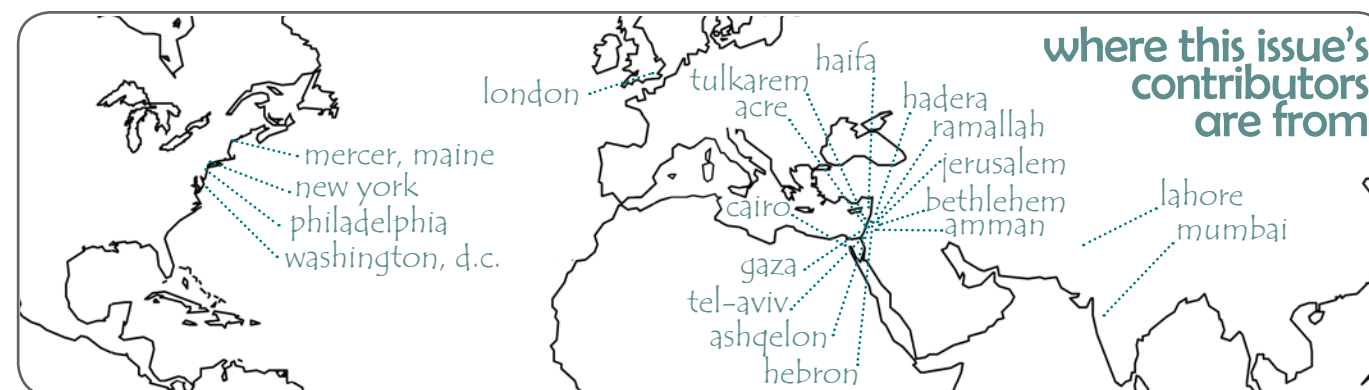 where this issue's
contributors
are from
london
tulkarem
haifa
acre
hadera
ramallah
jerusalem
bethlehem
amman
cairo
gaza
tel-aviv
ashqelon
hebron
mercer, maine
new york
philadelphia
washington, d.c.
lahore
mumbai